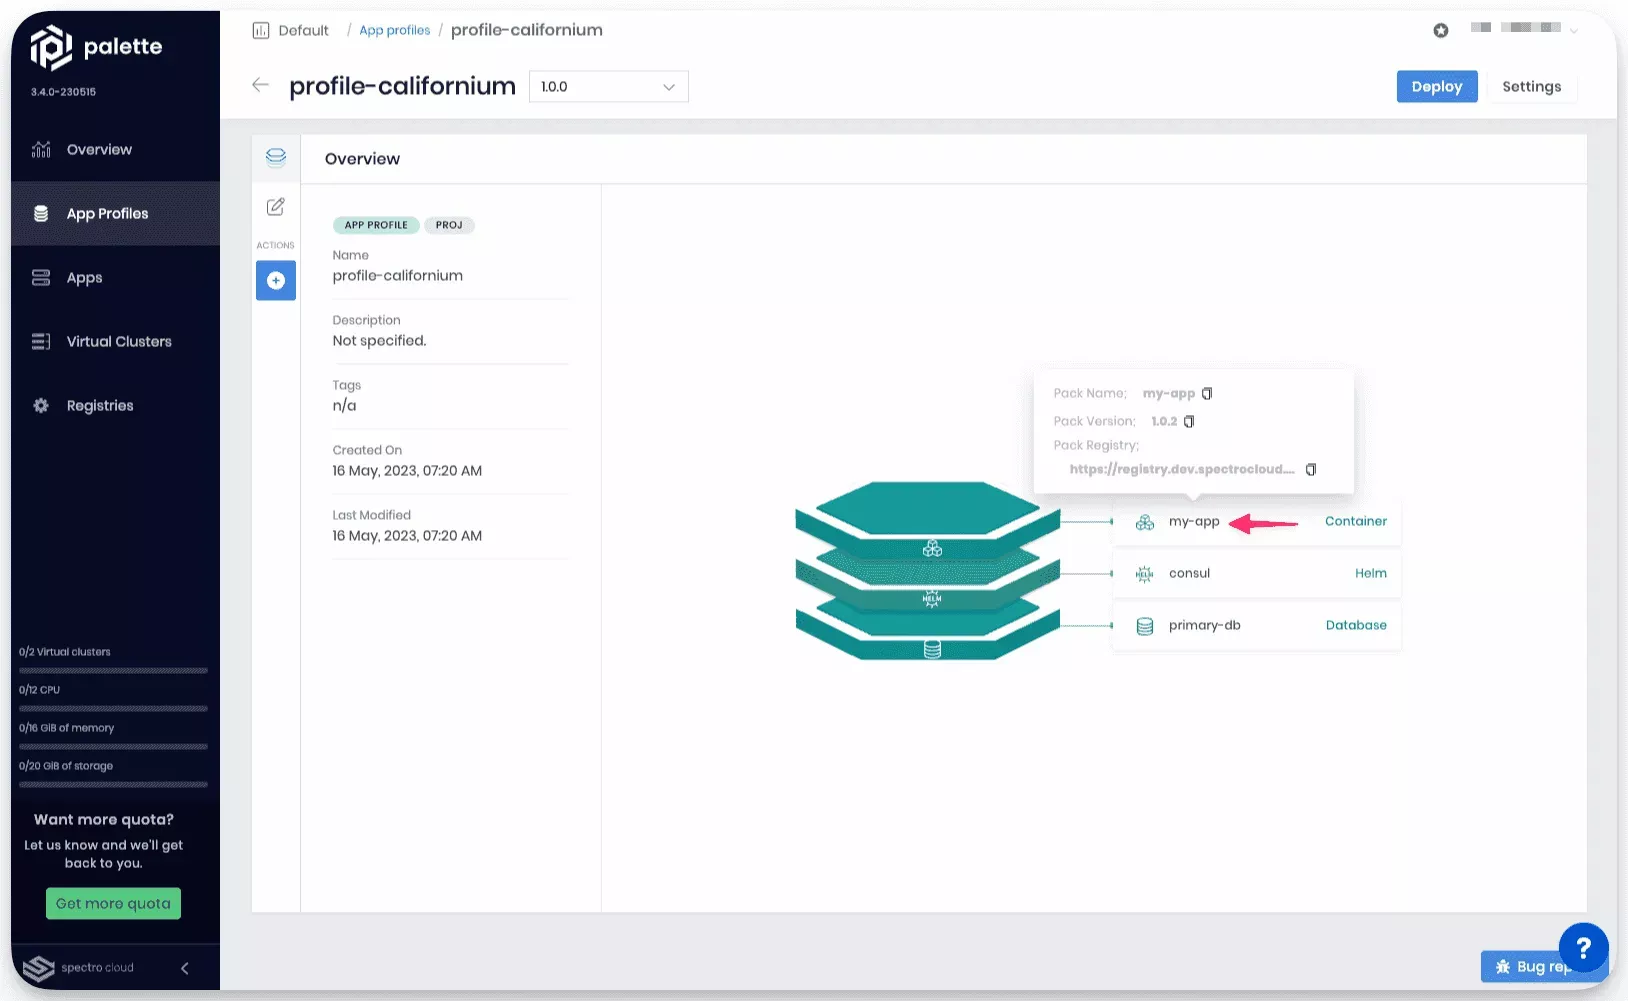 palette
3.4.0-230515
Overview
App Profiles
Apps
Virtual Clusters
Registries
0/2 Virtual clusters
0/12 CPU
0/16 GiB of memory
0/20 GiB of storage
Want more quota?
Let us know and we'll get
back to you.
Get more quota
spectro cloud
Default / App profiles / profile-californium
profile-californium 1.0.0
Deploy Settings
Overview
ACTIONS
APP PROFILE PROJ
Name
profile-californium
Description
Not specified.
Tags
n/a
Created On
16 May, 2023, 07:20 AM
Last Modified
16 May, 2023, 07:20 AM
Pack Name; my-app
Pack Version; 1.0.2
Pack Registry;
https://registry.dev.spectrocloud....
my-app Container
HELM consul Helm
primary-db Database
HELM
?
Bug rep